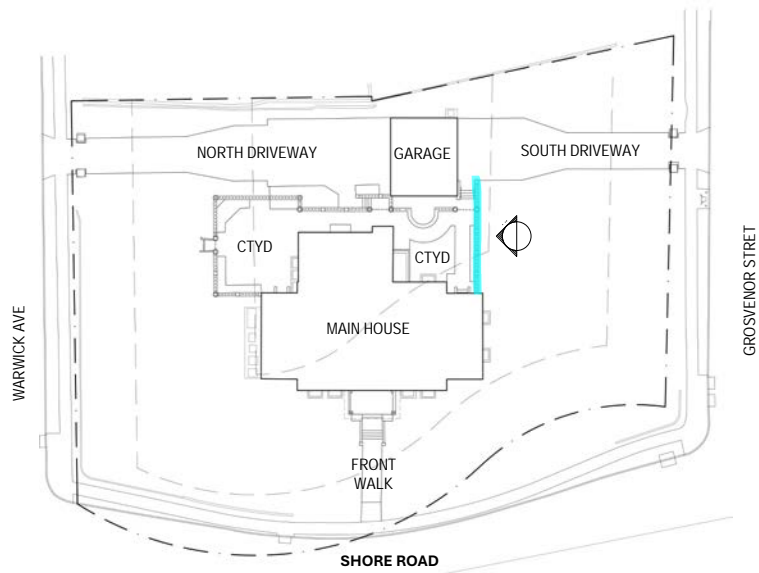 NORTH DRIVEWAY
GARAGE
SOUTH DRIVEWAY
CTYD
CTYD
MAIN HOUSE
WARWICK AVE
GROSVENOR STRET
FRONT
WALK
SHORE ROAD